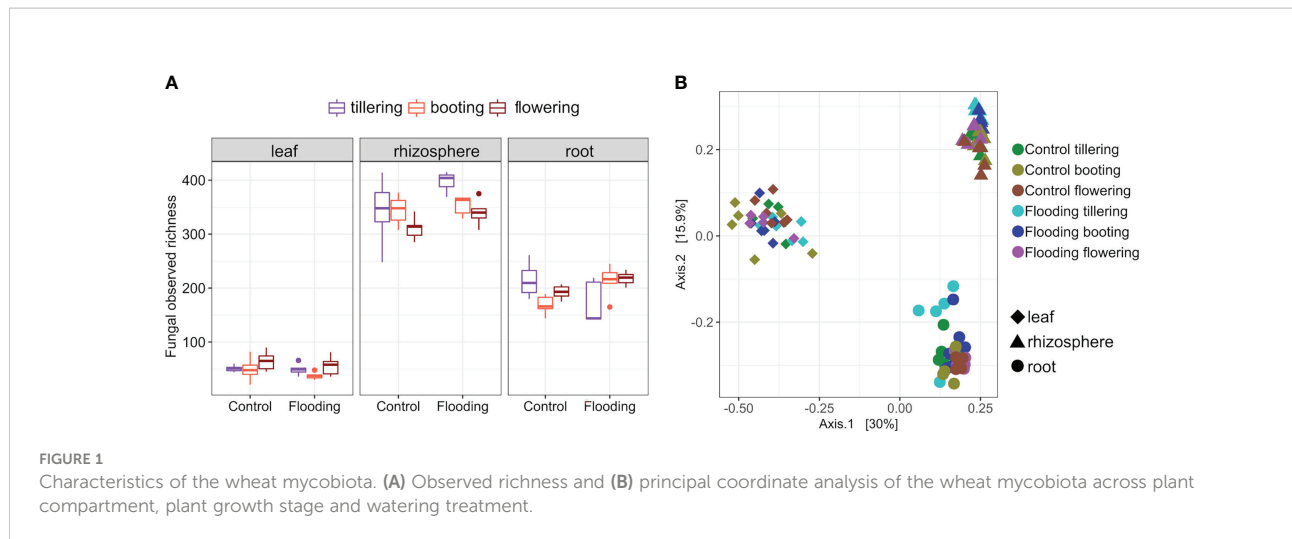 A
tillering booting flowering
leaf rhizosphere root
Fungal observed richness
400
300
200
100
Control Flooding Control Flooding Control Flooding
B
Axis.2 [15.9%]
0.2
0.0
-0.2
-0.50 -0.25 0.00 0.25
Axis.1 [30%]
Control tillering
Control booting
Control flowering
Flooding tillering
Flooding booting
Flooding flowering
leaf
rhizosphere
root
FIGURE 1
Characteristics of the wheat mycobiota. (A) Observed richness and (B) principal coordinate analysis of the wheat mycobiota across plant
compartment, plant growth stage and watering treatment.